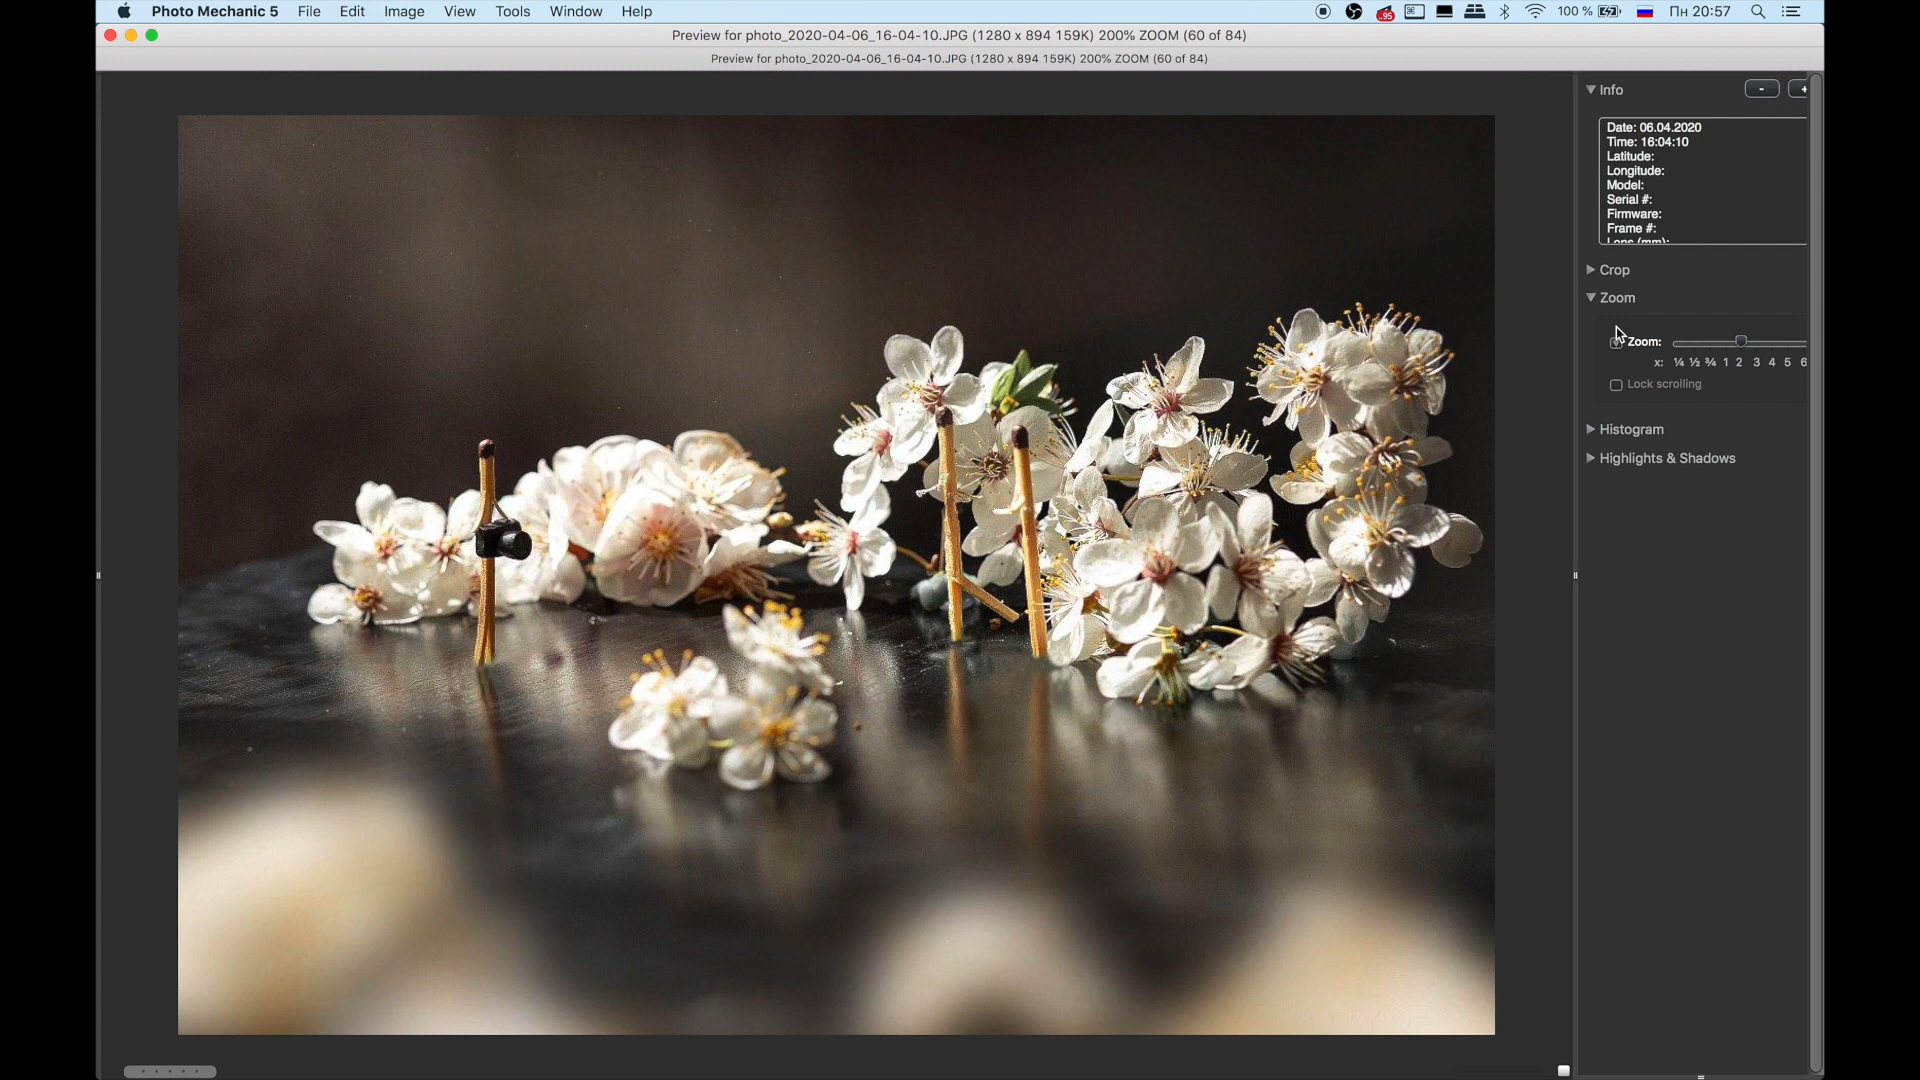 Photo Mechanic 5 File Edit Image View Tools Window Help ..95 100 % Пн 20:57
Preview for photo_2020-04-06_16-04-10.JPG (1280 x 894 159K) 200% ZOOM (60 of 84)
Preview for photo_2020-04-06_16-04-10.JPG (1280 x 894 159K) 200% ZOOM (60 of 84)
Info - +
Date: 06.04.2020
Time: 16:04:10
Latitude:
Longitude:
Model:
Serial #:
Firmware:
Frame #:
Lens (mm):
Crop
Zoom
Zoom:
x: ¼ ½ ¾ 1 2 3 4 5 6
Lock scrolling
Histogram
Highlights & Shadows